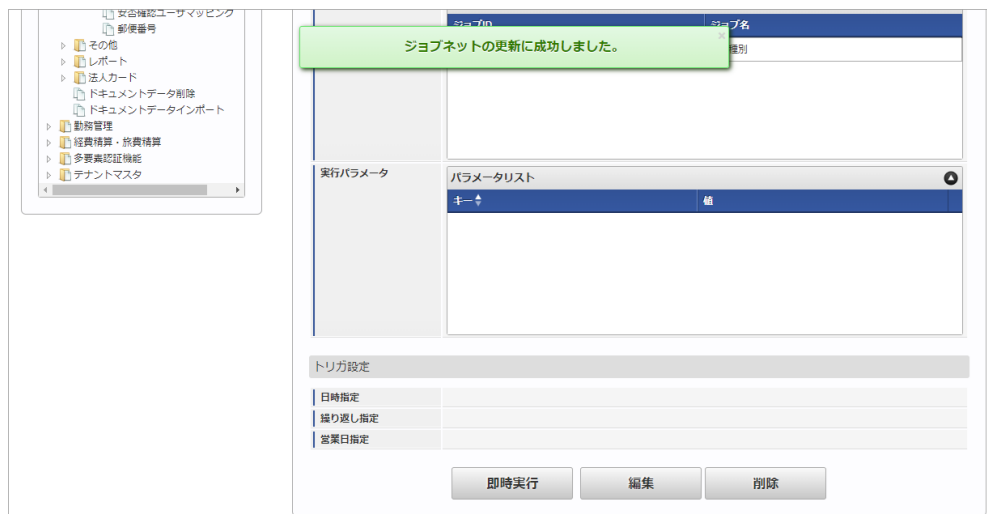 安否確認ユーザマッピング
郵便番号
その他
レポート
法人カード
ドキュメントデータ削除
ドキュメントデータインポート
勤務管理
経費精算・旅費精算
多要素認証機能
テナントマスタ
ジョブID
ジョブ名
ジョブネットの更新に成功しました。
種別
実行パラメータ
パラメータリスト
キー
値
トリガ設定
日時指定
繰り返し指定
営業日指定
即時実行
編集
削除